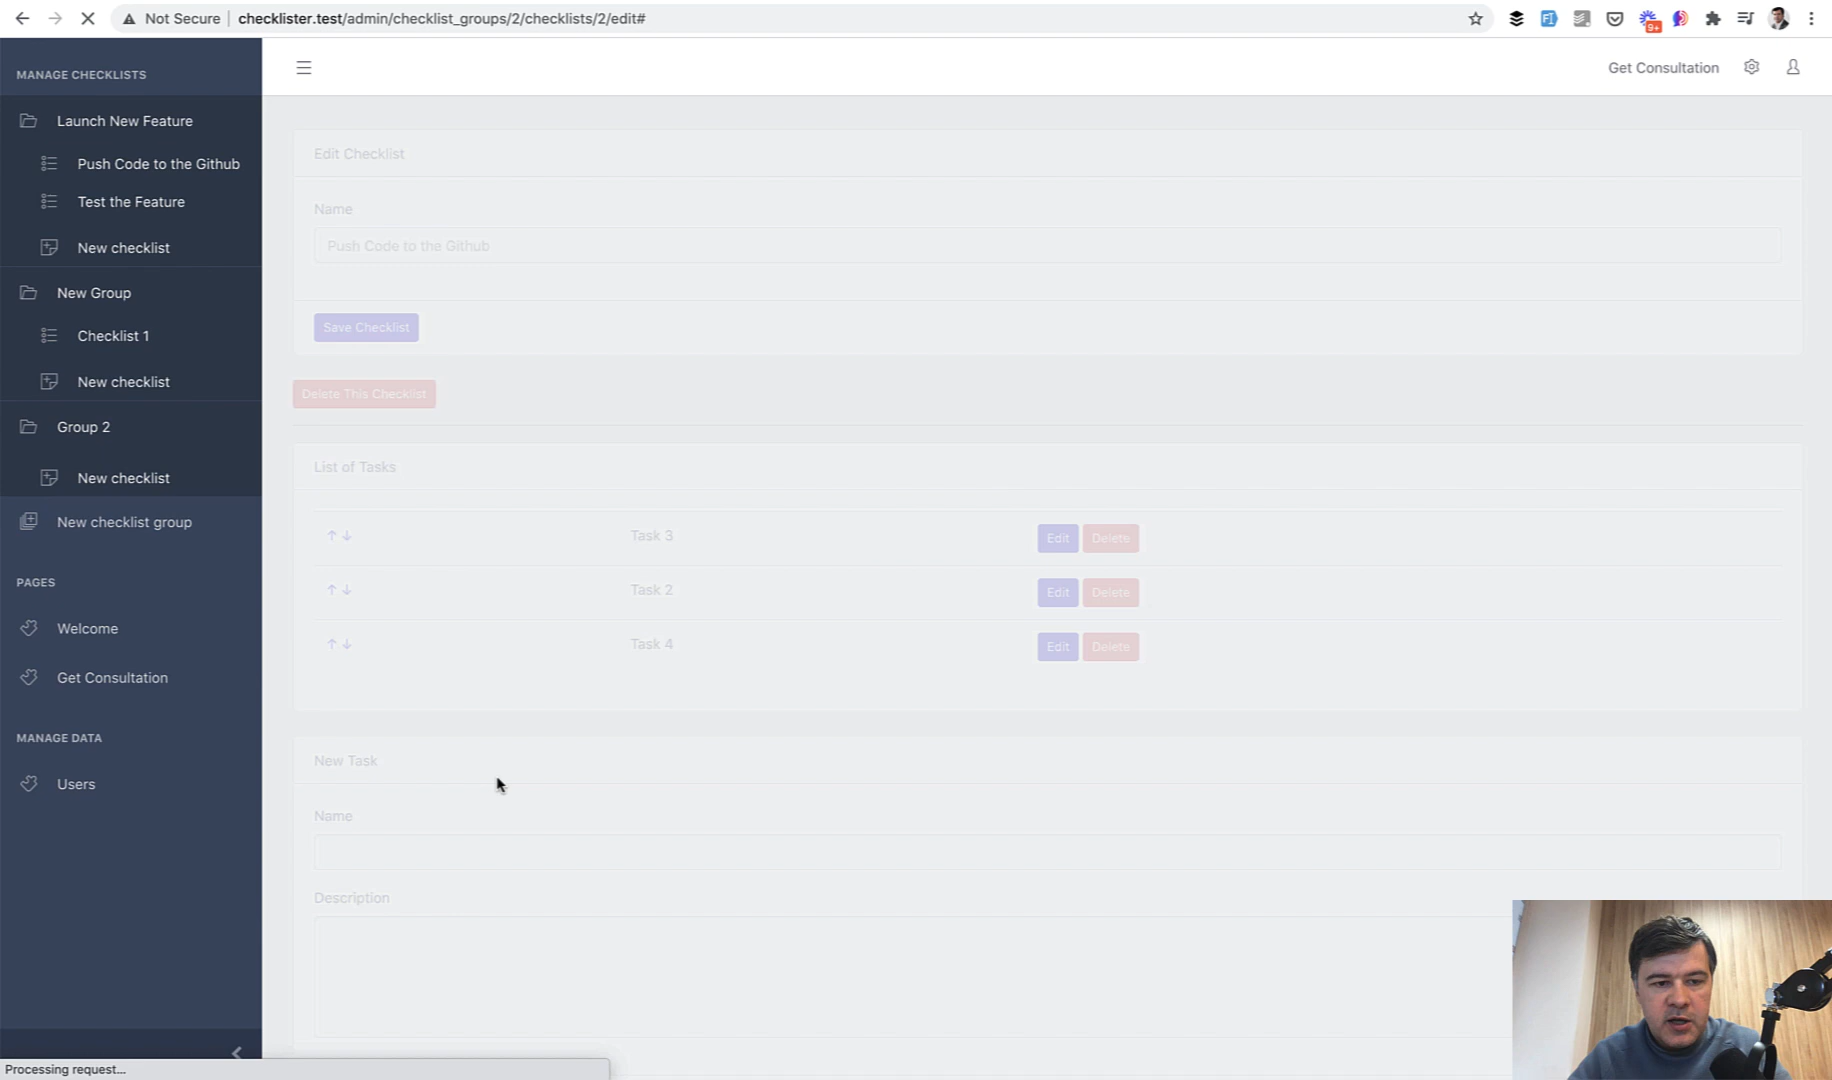 Not Secure checklister.test/admin/checklist_groups/2/checklists/2/edit#
9+
MANAGE CHECKLISTS
Get Consultation
Launch New Feature
Push Code to the Github
Test the Feature
New checklist
New Group
Checklist 1
New checklist
Group 2
New checklist
New checklist group
PAGES
Welcome
Get Consultation
MANAGE DATA
Users
Edit Checklist
Name
Push Code to the Github
Save Checklist
Delete This Checklist
List of Tasks
Task 3 Edit Delete
Task 2 Edit Delete
Task 4 Edit Delete
New Task
Name
Description
Processing request...